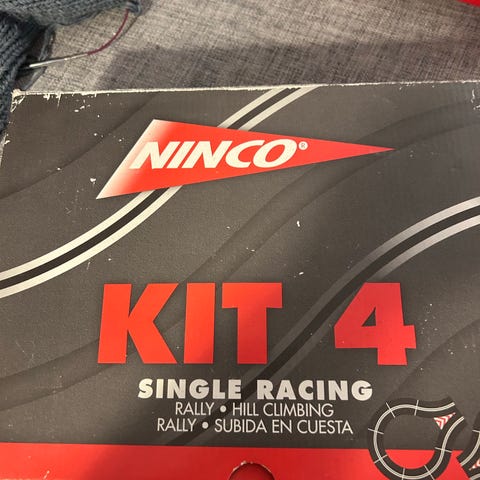 NINCO®
KIT 4
SINGLE RACING
RALLY • HILL CLIMBING
RALLY • SUBIDA EN CUESTA